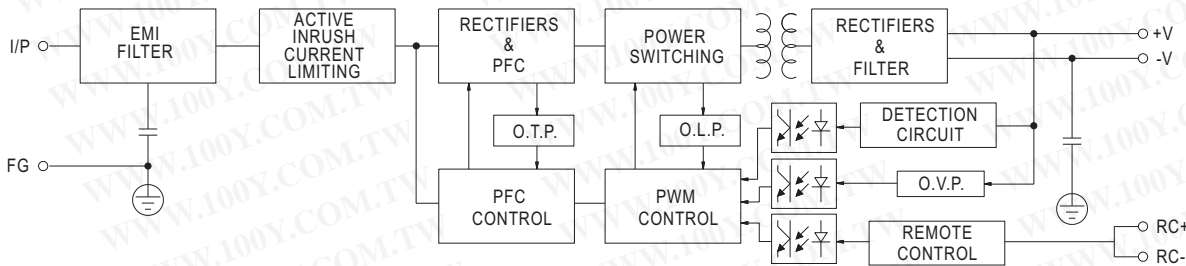 I/P
EMI
FILTER
ACTIVE
INRUSH
CURRENT
LIMITING
RECTIFIERS
&
PFC
POWER
SWITCHING
RECTIFIERS
&
FILTER
+V
-V
O.T.P.
O.L.P.
DETECTION
CIRCUIT
FG
PFC
CONTROL
PWM
CONTROL
O.V.P.
REMOTE
CONTROL
RC+
RC-
WWW.100Y.COM.TW